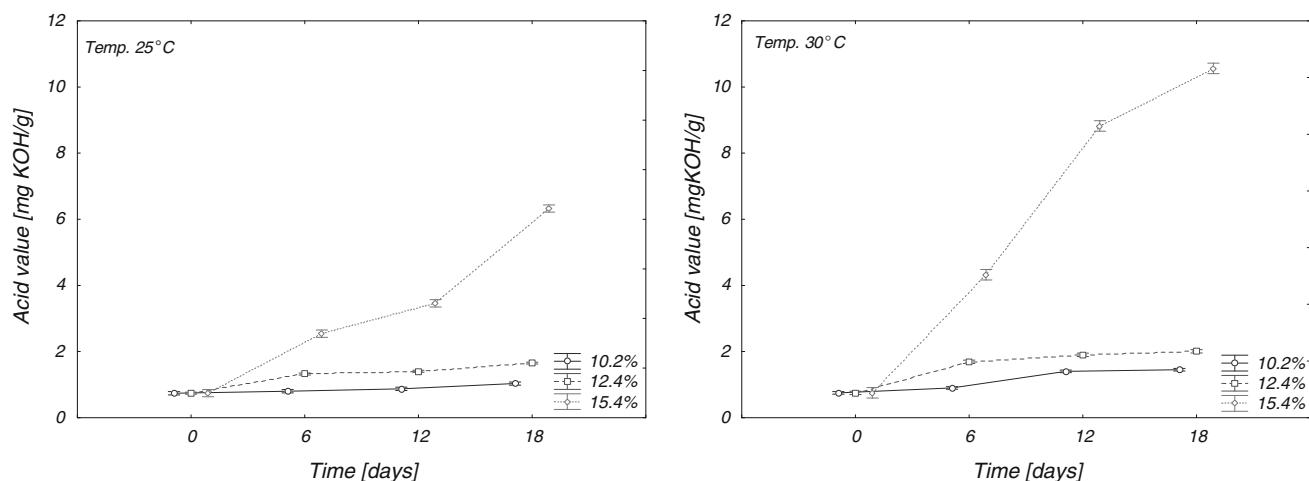 Temp. 25°C
Acid value [mg KOH/g]
12
10
8
6
4
2
0
0 6 12 18
Time [days]
10.2%
12.4%
15.4%
Temp. 30°C
Acid value [mgKOH/g]
12
10
8
6
4
2
0
0 6 12 18
Time [days]
10.2%
12.4%
15.4%